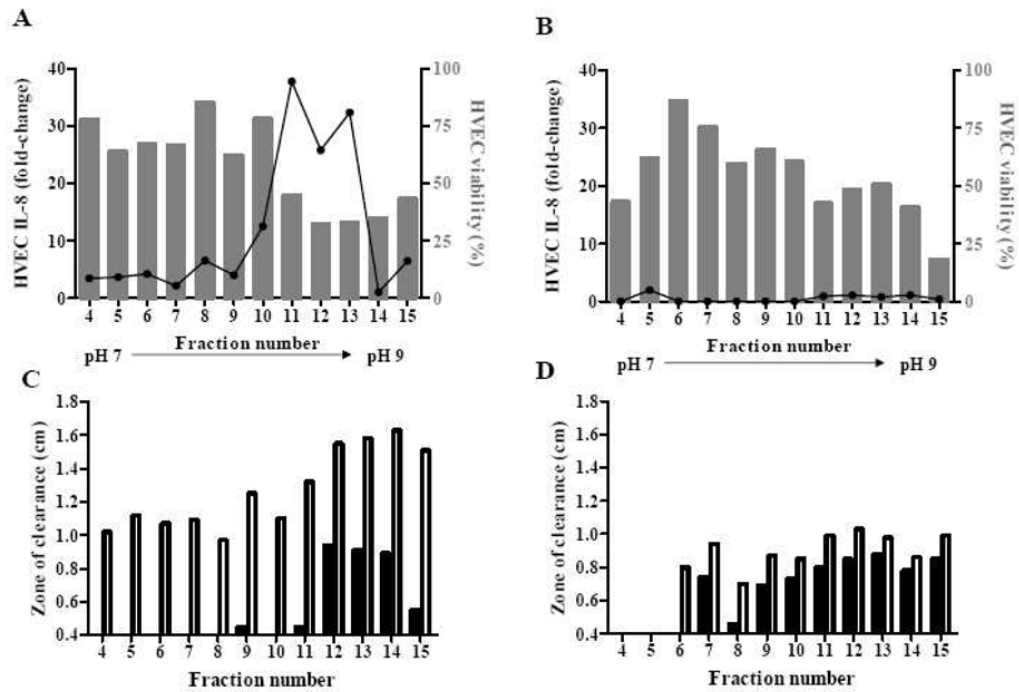 A
HVEC IL-8 (fold-change)
40
30
20
10
0
100
75
50
25
0
HVEC viability (%)
4 5 6 7 8 9 10 11 12 13 14 15
Fraction number
pH 7 pH 9
B
HVEC IL-8 (fold-change)
40
30
20
10
0
100
75
50
25
0
HVEC viability (%)
4 5 6 7 8 9 10 11 12 13 14 15
Fraction number
pH 7 pH 9
C
Zone of clearance (cm)
1.8
1.6
1.4
1.2
1.0
0.8
0.6
0.4
4 5 6 7 8 9 10 11 12 13 14 15
Fraction number
D
Zone of clearance (cm)
1.8
1.6
1.4
1.2
1.0
0.8
0.6
0.4
4 5 6 7 8 9 10 11 12 13 14 15
Fraction number